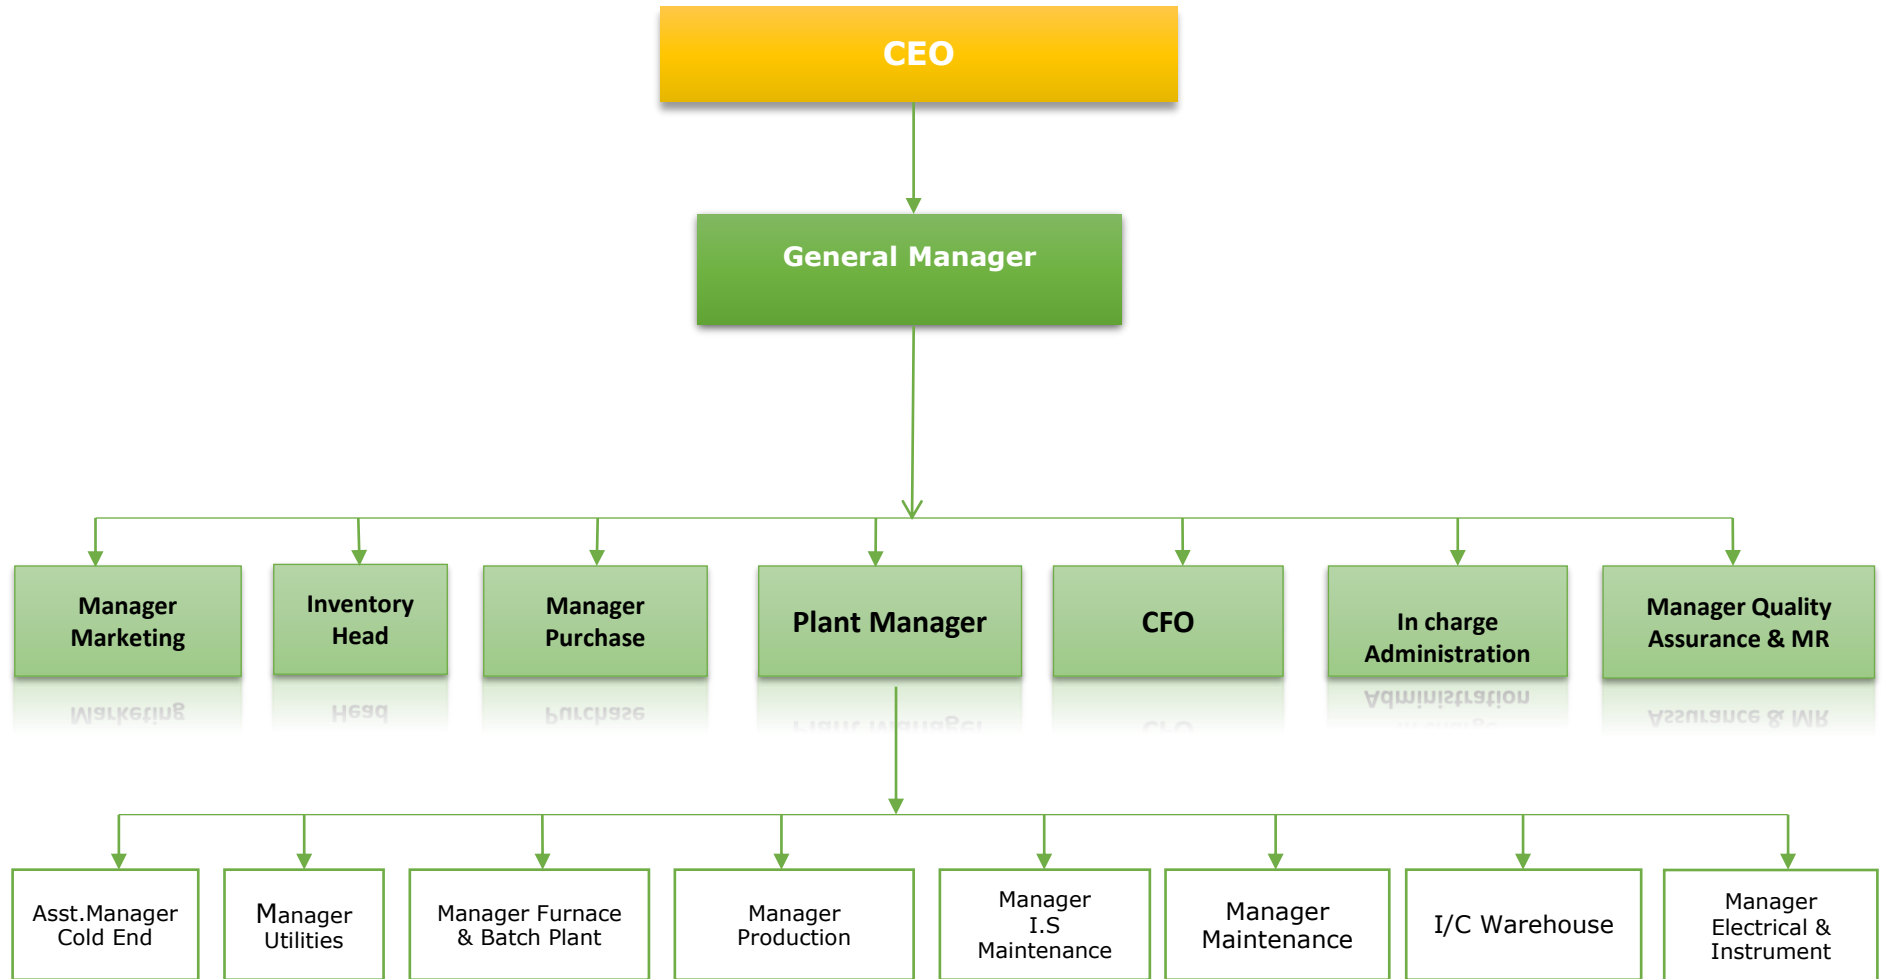 CEO
General Manager
Manager
Marketing
Inventory
Head
Manager
Purchase
Plant Manager
CFO
In charge
Administration
Manager Quality
Assurance & MR
Asst.Manager
Cold End
Manager
Utilities
Manager Furnace
& Batch Plant
Manager
Production
Manager
I.S
Maintenance
Manager
Maintenance
I/C Warehouse
Manager
Electrical &
Instrument